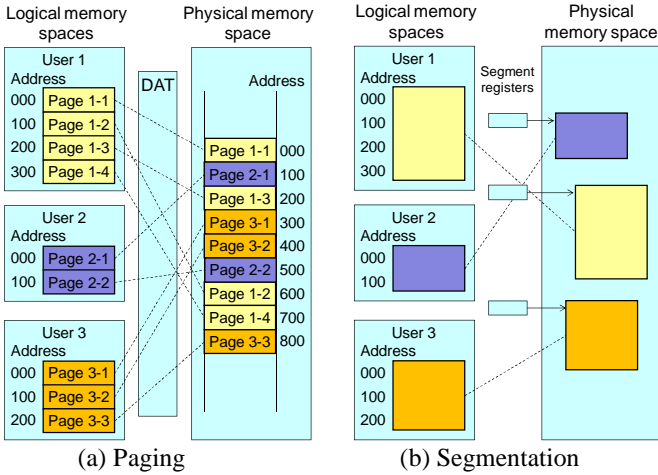 Logical memory
spaces
Physical memory
space
User 1
Address
000 Page 1-1
100 Page 1-2
200 Page 1-3
300 Page 1-4
User 2
Address
000 Page 2-1
100 Page 2-2
User 3
Address
000 Page 3-1
100 Page 3-2
200 Page 3-3
DAT
Address
Page 1-1 000
Page 2-1 100
Page 1-3 200
Page 3-1 300
Page 3-2 400
Page 2-2 500
Page 1-2 600
Page 1-4 700
Page 3-3 800
(a) Paging
Logical memory
spaces
Physical
memory space
User 1
Address
000
100
200
300
User 2
Address
000
100
User 3
Address
000
100
200
Segment
registers
(b) Segmentation